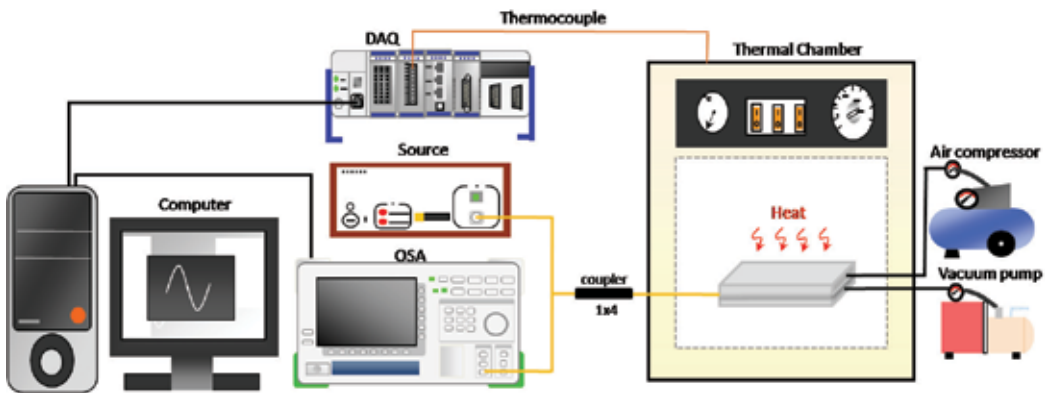 Thermocouple
DAQ
Thermal Chamber
Source
Air compressor
Computer
Heat
OSA
Vacuum pump
coupler
1x4